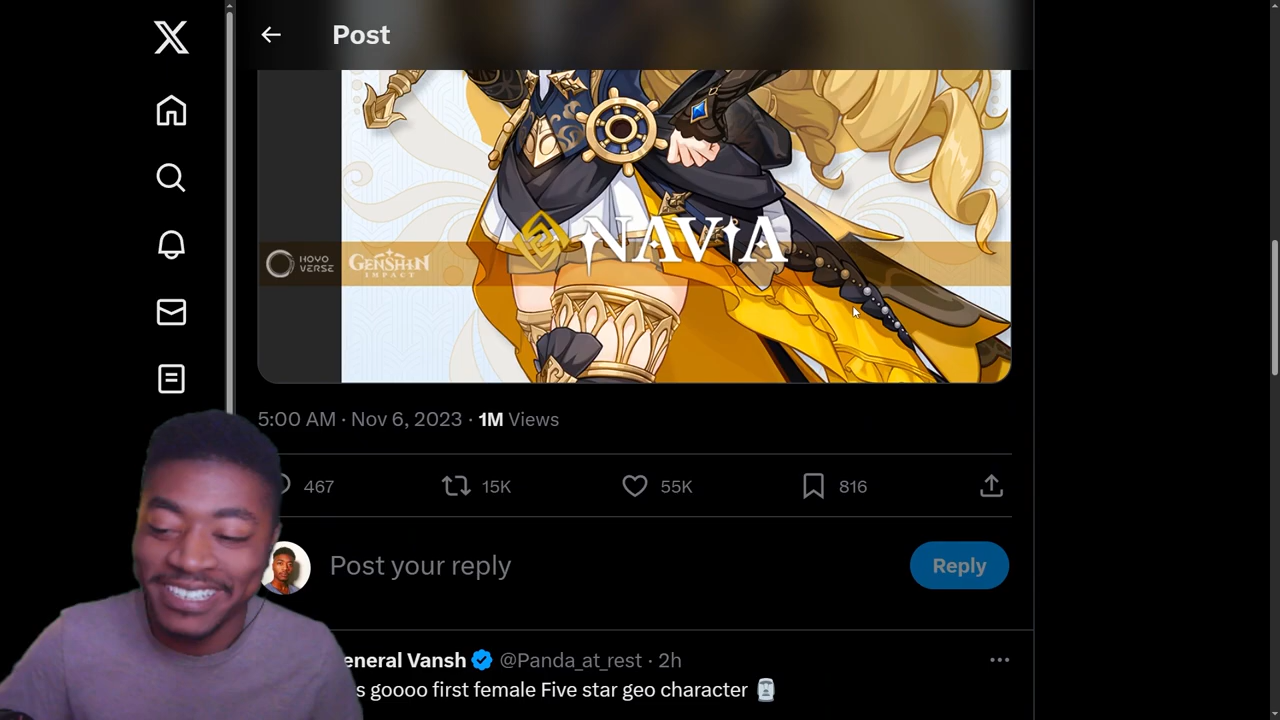 Post
NAVIA
HOYO
VERSE
GENSHIN
IMPACT
5:00 AM · Nov 6, 2023 · 1M Views
467
15K
55K
816
Post your reply
Reply
eneral Vansh @Panda_at_rest · 2h
s goooo first female Five star geo character 🗿